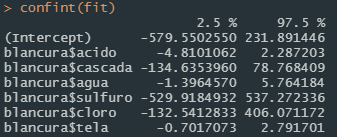 > confint(fit)
2.5 % 97.5 %
(Intercept) -579.5502550 231.891446
blancura$acido -4.8101062 2.287203
blancura$cascada -134.6353960 78.768409
blancura$agua -1.3964570 5.764184
blancura$sulfuro -529.9184932 537.272336
blancura$cloro -132.5412833 406.071172
blancura$tela -0.7017073 2.791701